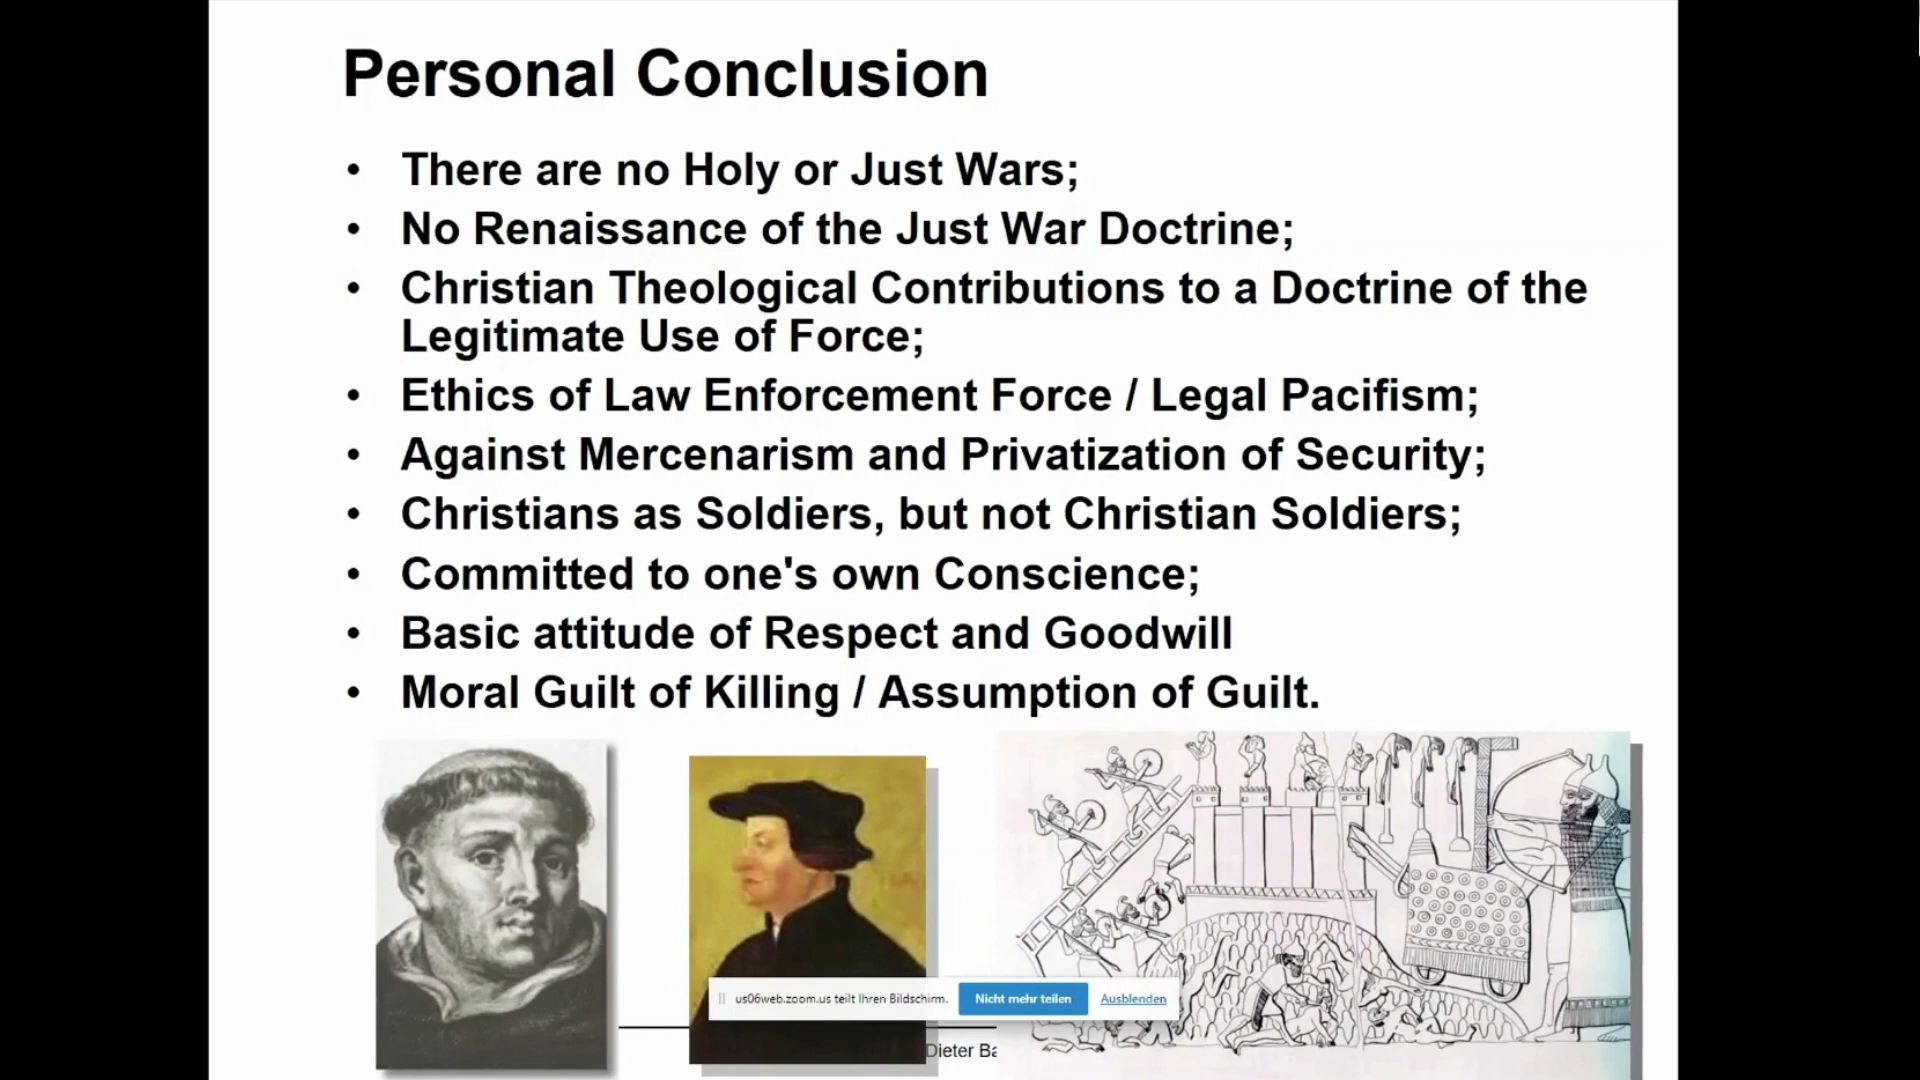 Personal Conclusion
• There are no Holy or Just Wars;
• No Renaissance of the Just War Doctrine;
• Christian Theological Contributions to a Doctrine of the
Legitimate Use of Force;
• Ethics of Law Enforcement Force / Legal Pacifism;
• Against Mercenarism and Privatization of Security;
• Christians as Soldiers, but not Christian Soldiers;
• Committed to one's own Conscience;
• Basic attitude of Respect and Goodwill
• Moral Guilt of Killing / Assumption of Guilt.
us06web.zoom.us teilt Ihren Bildschirm. Nicht mehr teilen Ausblenden
Dieter